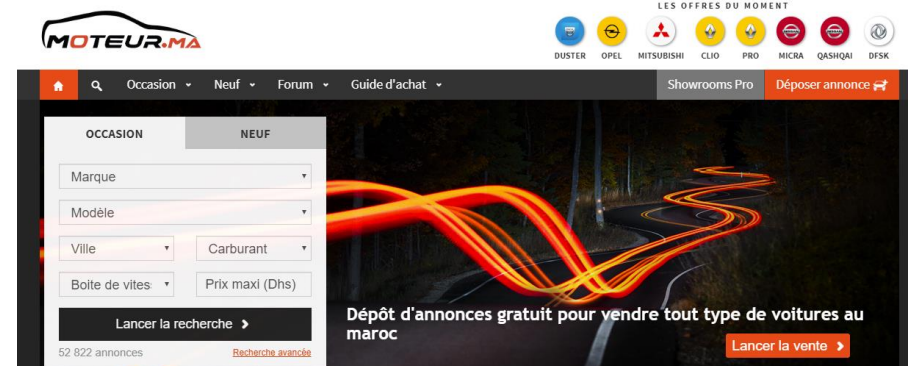 LES OFFRES DU MOMENT
MOTEUR.MA
DUSTER OPEL MITSUBISHI CLIO PRO MICRA QASHQAI DFSK
Occasion Neuf Forum Guide d'achat Showrooms Pro Déposer annonce
OCCASION NEUF
Marque
Modèle
Ville Carburant
Boite de vites Prix maxi (Dhs)
Lancer la recherche
52 822 annonces Recherche avancée
Dépôt d'annonces gratuit pour vendre tout type de voitures au
maroc
Lancer la vente